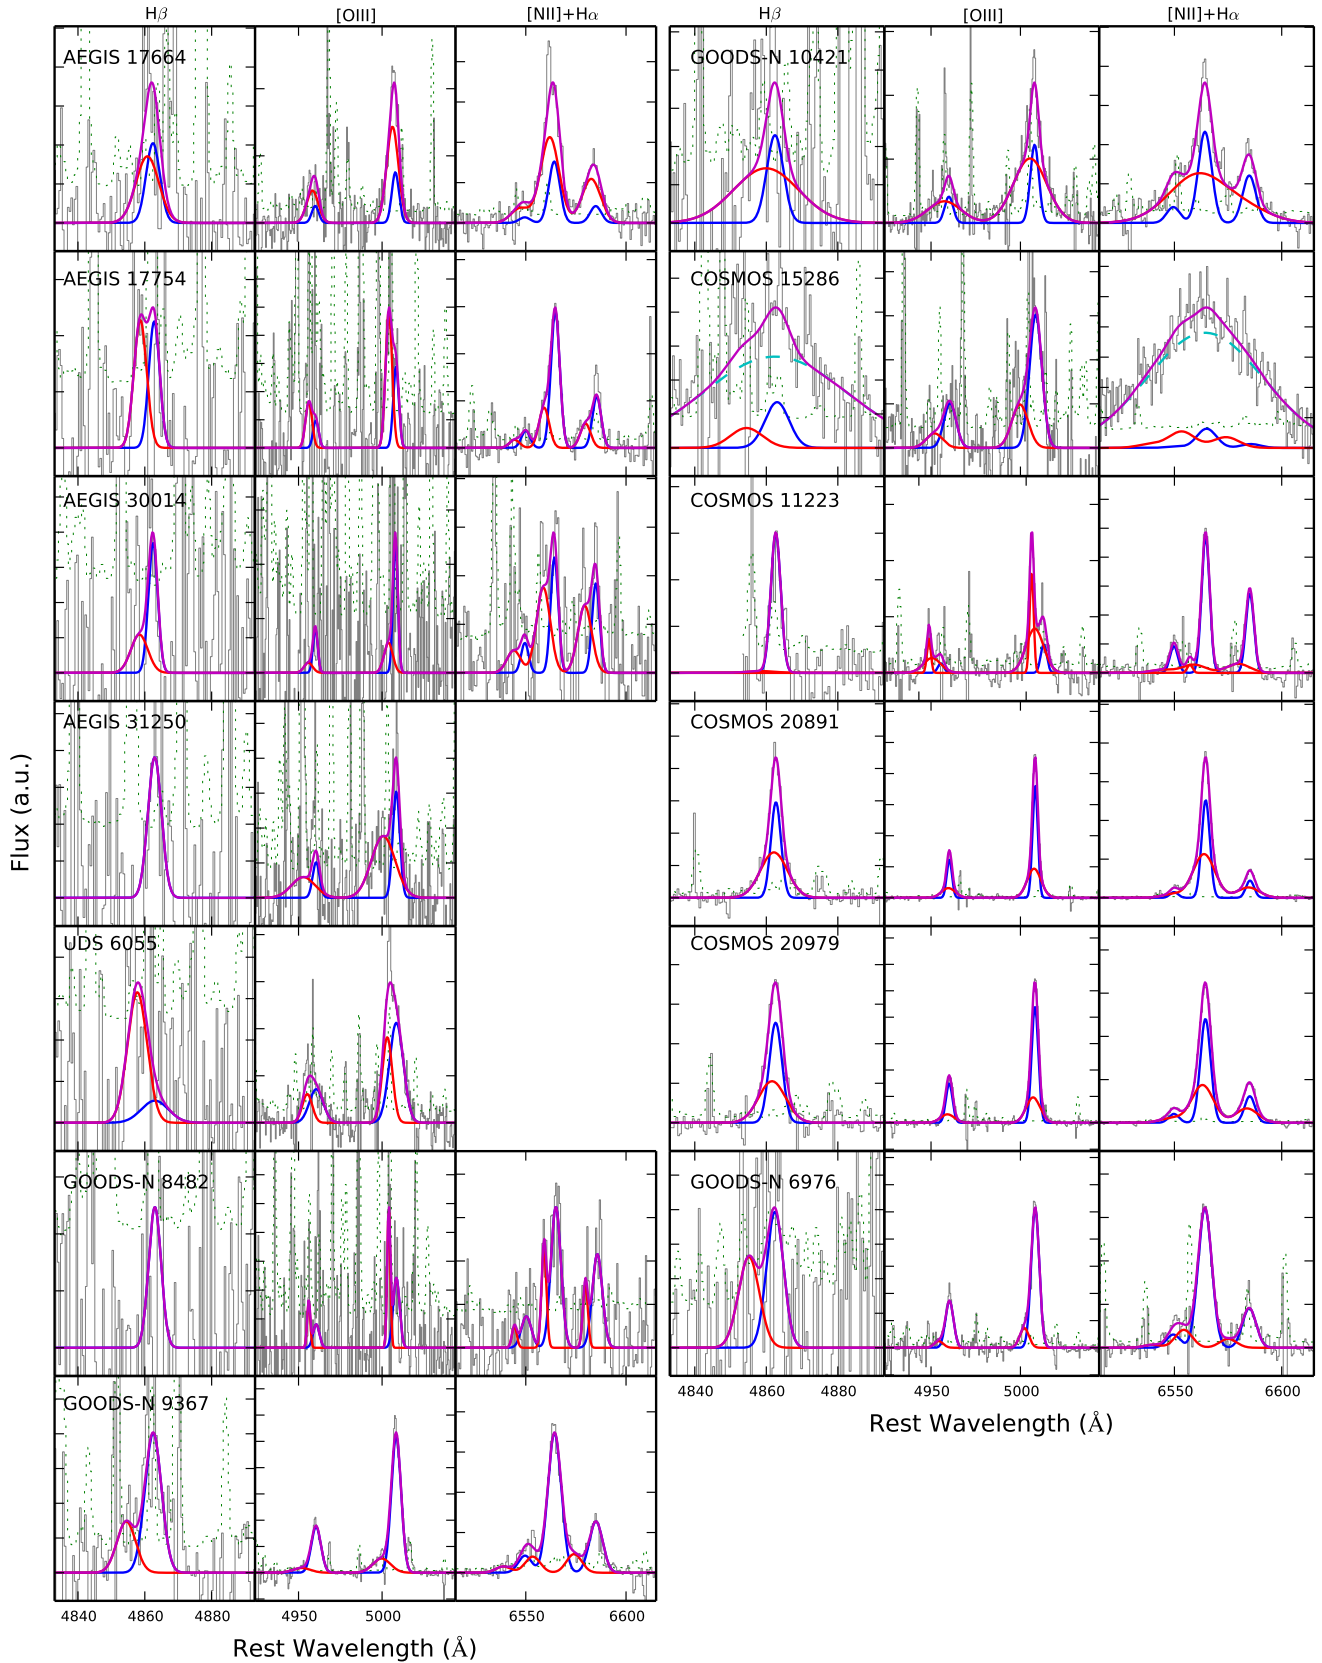 Hβ [OIII] [NII]+Hα Hβ [OIII] [NII]+Hα
AEGIS 17664
GOODS-N 10421
AEGIS 17754
COSMOS 15286
AEGIS 30014
COSMOS 11223
AEGIS 31250
COSMOS 20891
UDS 6055
COSMOS 20979
GOODS-N 8482
GOODS-N 6976
GOODS-N 9367
Flux (a.u.)
4840 4860 4880 4950 5000 6550 6600
Rest Wavelength (Å)
4840 4860 4880 4950 5000 6550 6600
Rest Wavelength (Å)